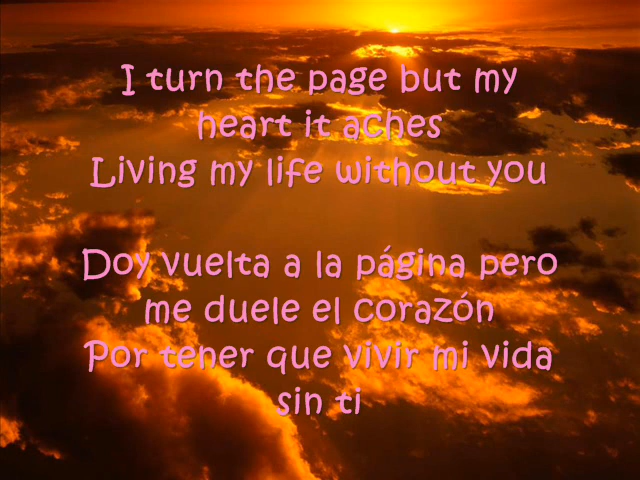 I turn the page but my
heart it aches
Living my life without you
Doy vuelta a la página pero
me duele el corazón
Por tener que vivir mi vida
sin ti